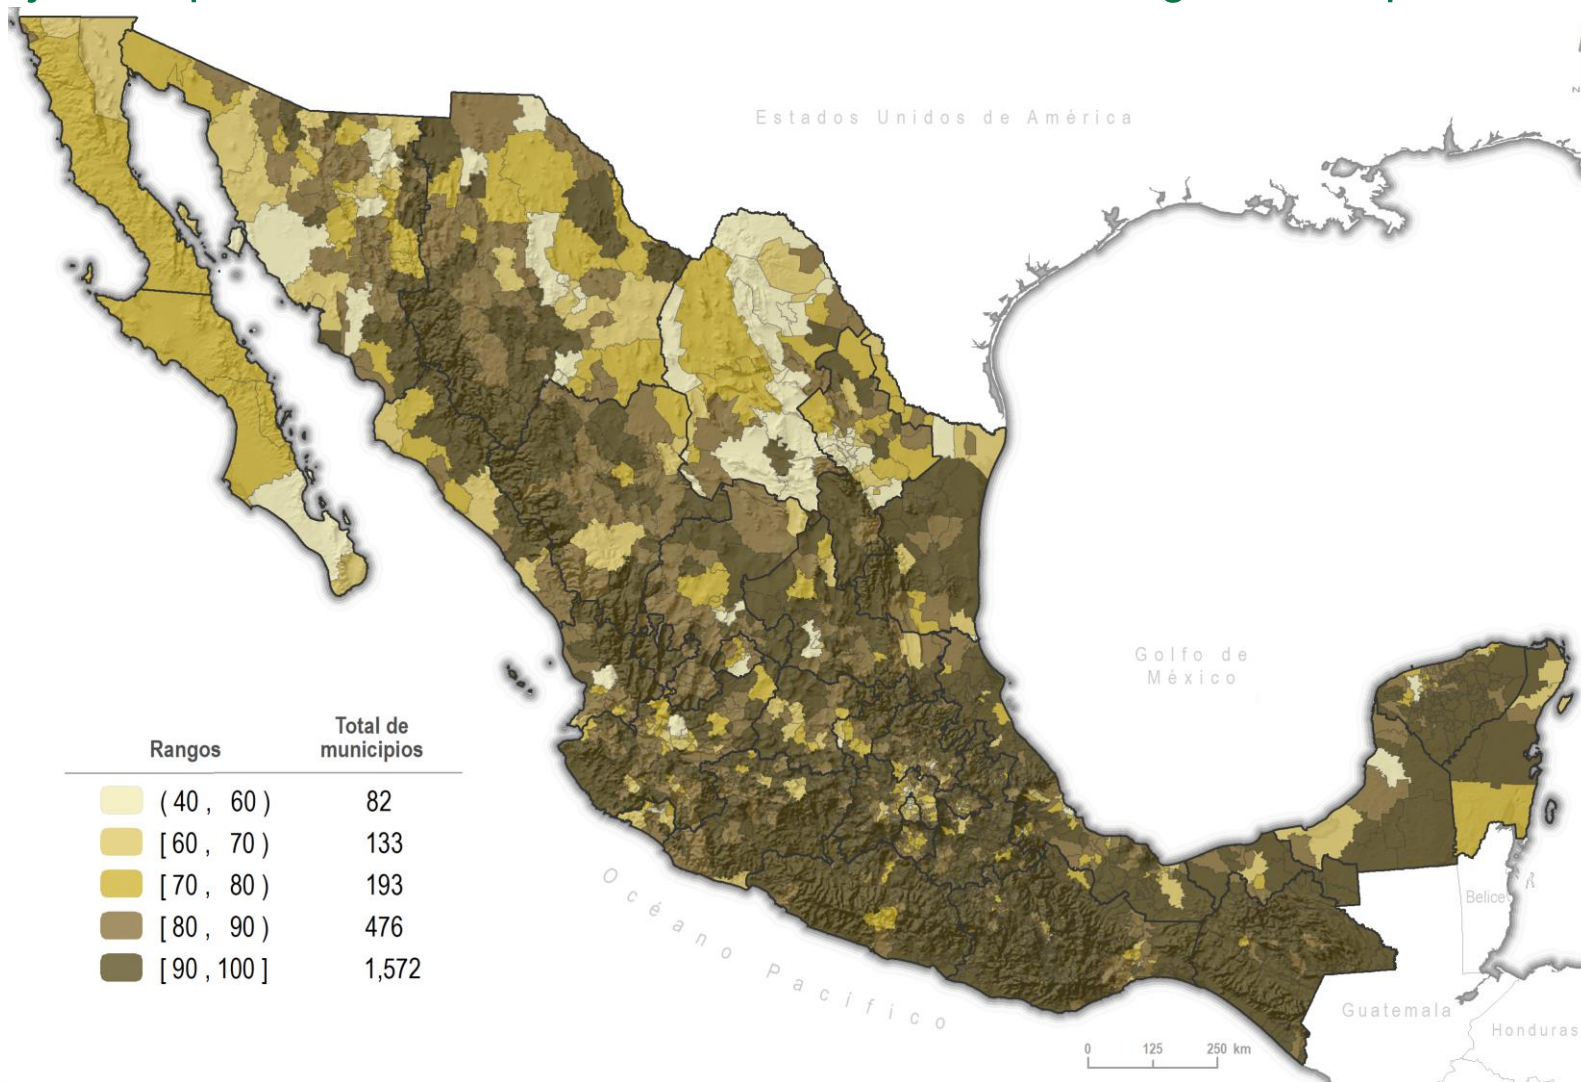 Estados Unidos de América
Golfo de
México
Rangos
Total de
municipios
(40 , 60) 82
[60 , 70) 133
[70 , 80) 193
[80 , 90) 476
[90 , 100] 1,572
Océano Pacífico
Belice
Guatemala
Honduras
0 125 250 km
N